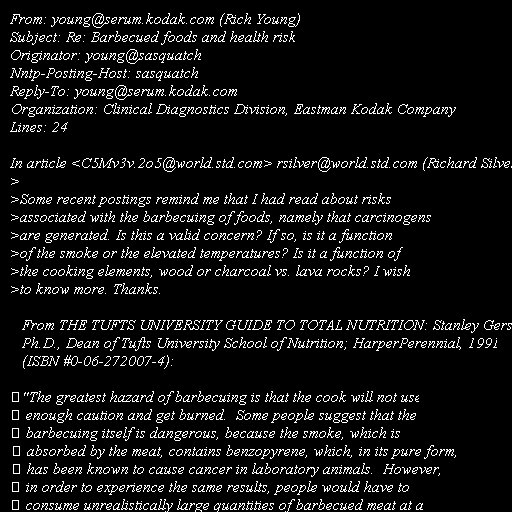 From: young@serum.kodak.com (Rich Young)
Subject: Re: Barbecued foods and health risk
Originator: young@sasquatch
Nntp-Posting-Host: sasquatch
Reply-To: young@serum.kodak.com
Organization: Clinical Diagnostics Division, Eastman Kodak Company
Lines: 24

In article <C5Mv3v.2o5@world.std.com> rsilver@world.std.com (Richard Silve
>
>Some recent postings remind me that I had read about risks
>associated with the barbecuing of foods, namely that carcinogens
>are generated. Is this a valid concern? If so, is it a function
>of the smoke or the elevated temperatures? Is it a function of
>the cooking elements, wood or charcoal vs. lava rocks? I wish
>to know more. Thanks.

From THE TUFTS UNIVERSITY GUIDE TO TOTAL NUTRITION: Stanley Gers
Ph.D., Dean of Tufts University School of Nutrition; HarperPerennial, 1991
(ISBN #0-06-272007-4):

"The greatest hazard of barbecuing is that the cook will not use
enough caution and get burned.  Some people suggest that the
barbecuing itself is dangerous, because the smoke, which is
absorbed by the meat, contains benzopyrene, which, in its pure form,
has been known to cause cancer in laboratory animals.  However,
in order to experience the same results, people would have to
consume unrealistically large quantities of barbecued meat at a